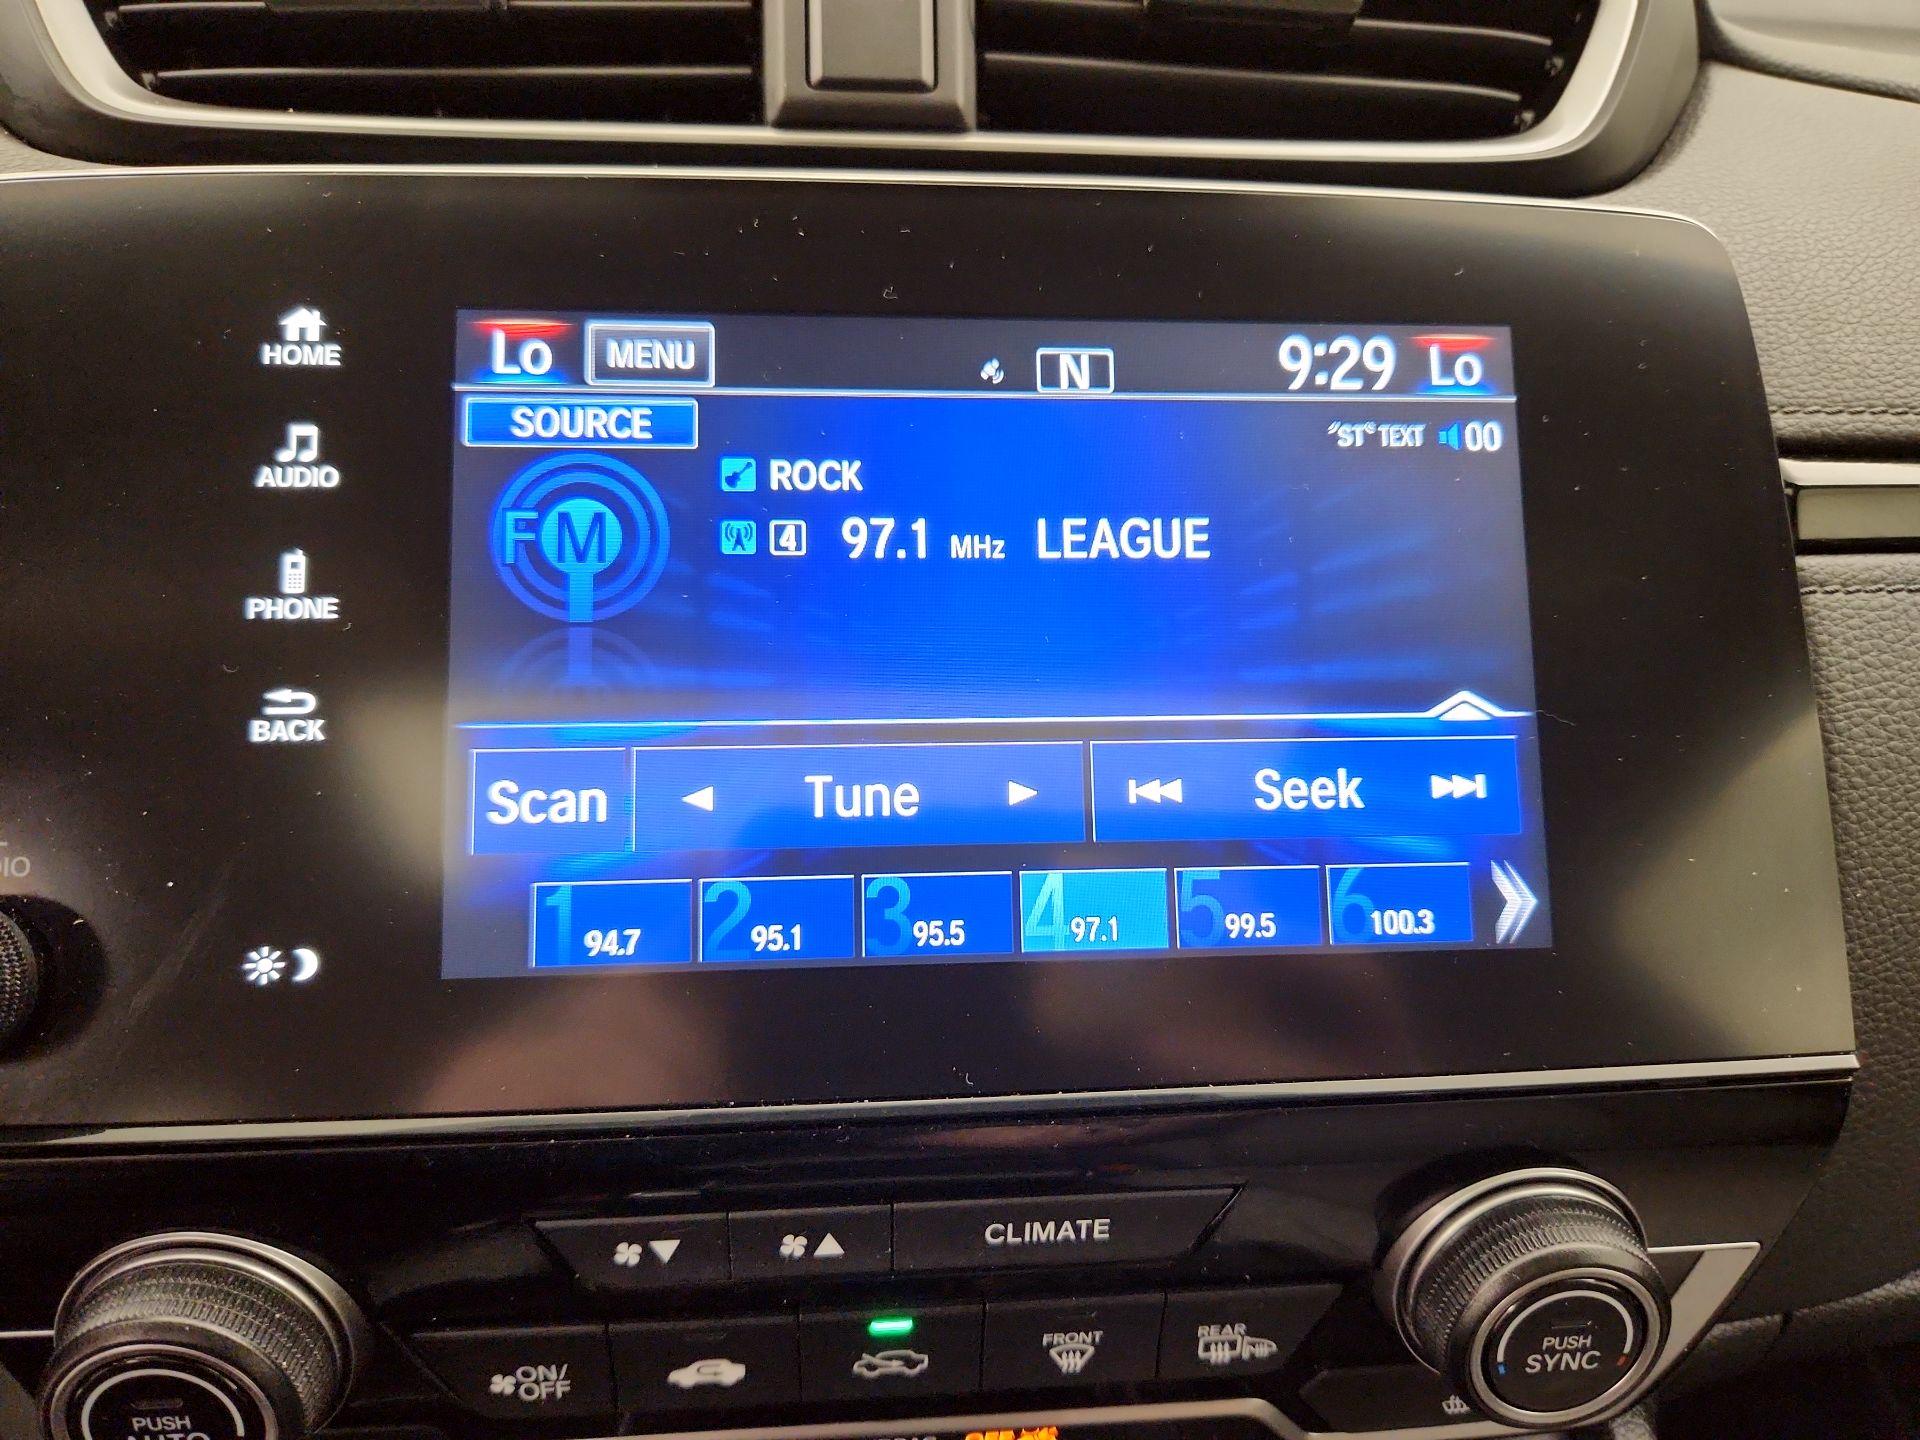 HOME
AUDIO
PHONE
BACK
Lo MENU N 9:29 Lo
SOURCE
"ST" TEXT 00
FM
ROCK
4 97.1 MHz LEAGUE
Scan Tune Seek
1 94.7 2 95.1 3 95.5 4 97.1 5 99.5 6 100.3
CLIMATE
ON/
OFF
FRONT
REAR
PUSH
SYNC
PUSH
AUTO